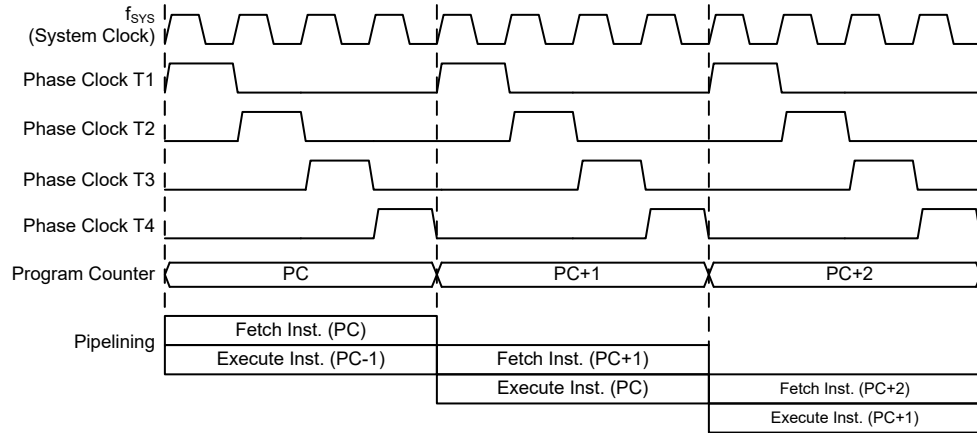 fSYS
(System Clock)
Phase Clock T1
Phase Clock T2
Phase Clock T3
Phase Clock T4
Program Counter
PC
PC+1
PC+2
Pipelining
Fetch Inst. (PC)
Execute Inst. (PC-1)
Fetch Inst. (PC+1)
Execute Inst. (PC)
Fetch Inst. (PC+2)
Execute Inst. (PC+1)